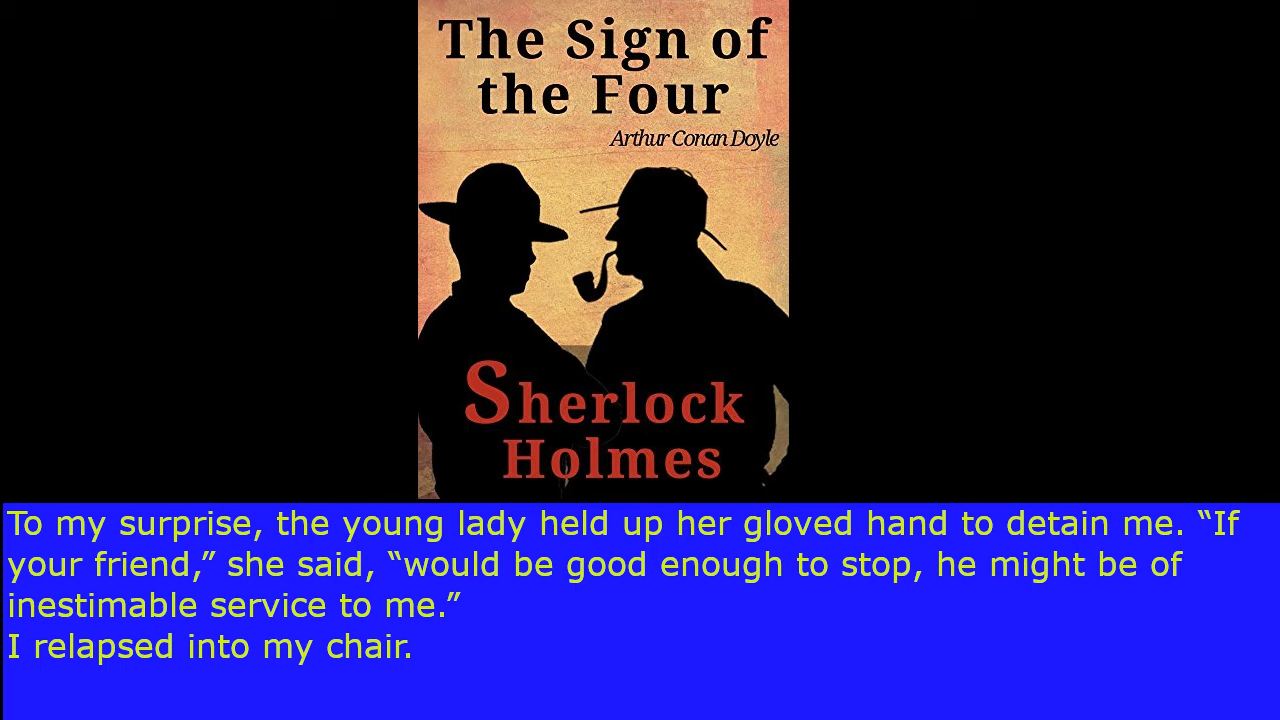 The Sign of
the Four
Arthur Conan Doyle
Sherlock
Holmes
To my surprise, the young lady held up her gloved hand to detain me. “If
your friend,” she said, “would be good enough to stop, he might be of
inestimable service to me.”
I relapsed into my chair.